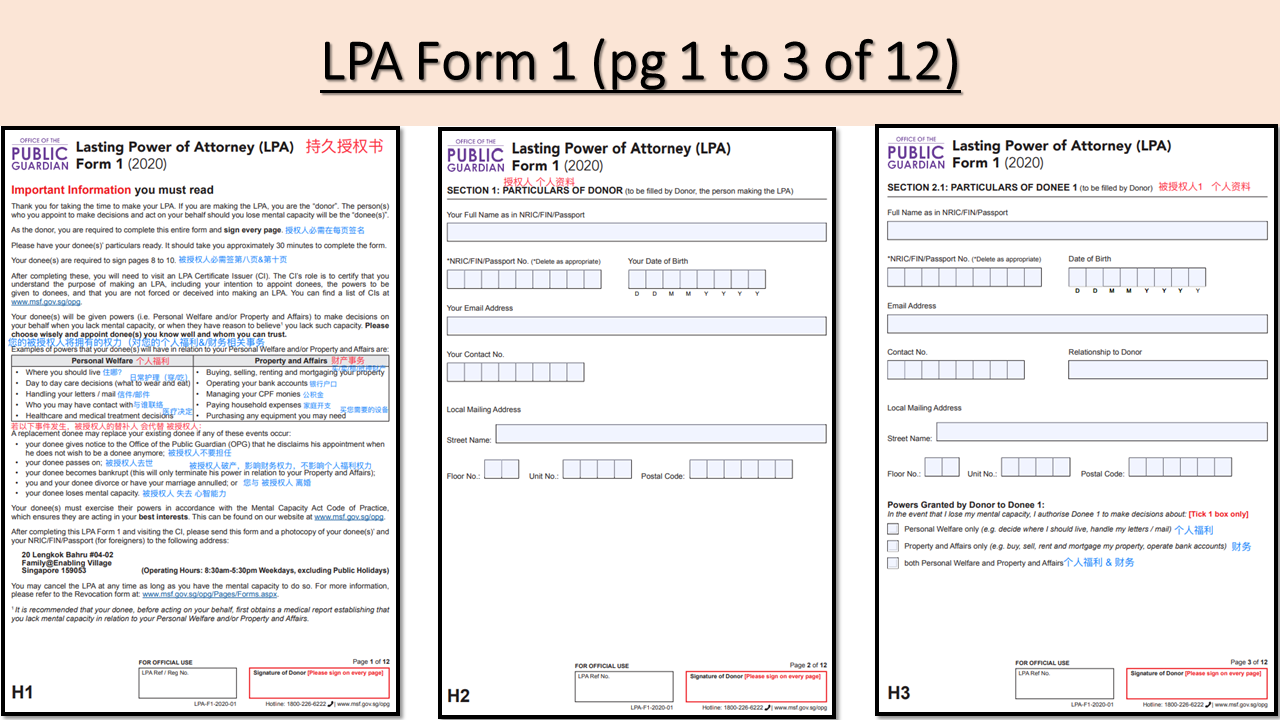 LPA Form 1 (pg 1 to 3 of 12)
OFFICE OF THE
PUBLIC
GUARDIAN
Lasting Power of Attorney (LPA) 持久授权书
Form 1 (2020)
Important Information you must read
Thank you for taking the time to make your LPA. If you are making the LPA, you are the “donor”. The person(s)
who you appoint to make decisions and act on your behalf should you lose mental capacity will be the “donee(s)”.
As the donor, you are required to complete this entire form and sign every page. 授权人必需在每页签名
Please have your donee(s)’ particulars ready. It should take you approximately 30 minutes to complete the form.
Your donee(s) are required to sign pages 8 to 10. 被授权人必需签第八页&第十页
After completing these, you will need to visit an LPA Certificate Issuer (CI). The CI’s role is to certify that you
understand the purpose of making an LPA, including your intention to appoint donees, the powers to be
given to donees, and that you are not forced or deceived into making an LPA. You can find a list of CIs at
www.msf.gov.sg/opg.
Your donee(s) will be given powers (i.e. Personal Welfare and/or Property and Affairs) to make decisions on
your behalf when you lack mental capacity, or when they have reason to believe¹ you lack such capacity. Please
choose wisely and appoint donee(s) you know well and whom you can trust.
您的被授权人将拥有的权力（对您的个人福利&/财务相关事务
Examples of powers that your donee(s) will have in relation to your Personal Welfare and/or Property and Affairs are:
Personal Welfare 个人福利
• Where you should live 住哪?
日常护理（穿/吃）
• Day to day care decisions (what to wear and eat)
• Handling your letters / mail 信件/邮件
• Who you may have contact with 与谁联络
医疗决定
• Healthcare and medical treatment decisions
Property and Affairs 财产事务
• Buying, selling, renting and mortgaging your property
• Operating your bank accounts 银行户口
• Managing your CPF monies 公积金
• Paying household expenses 家庭开支
买您需要的设备
• Purchasing any equipment you may need
若以下事件发生，被授权人的替补人 会代替 被授权人：
A replacement donee may replace your existing donee if any of these events occur:
• your donee gives notice to the Office of the Public Guardian (OPG) that he disclaims his appointment when
he does not wish to be a donee anymore; 被授权人不要担任
• your donee passes on; 被授权人去世
被授权人破产，影响财务权力，不影响个人福利权力
• your donee becomes bankrupt (this will only terminate his power in relation to your Property and Affairs);
• you and your donee divorce or have your marriage annulled; or 您与 被授权人 离婚
• your donee loses mental capacity. 被授权人 失去 心智能力
Your donee(s) must exercise their powers in accordance with the Mental Capacity Act Code of Practice,
which ensures they are acting in your best interests. This can be found on our website at www.msf.gov.sg/opg.
After completing this LPA Form 1 and visiting the CI, please send this form and a photocopy of your donee(s)’ and
your NRIC/FIN/Passport (for foreigners) to the following address:
20 Lengkok Bahru #04-02
Family@Enabling Village
Singapore 159053 (Operating Hours: 8:30am-5:30pm Weekdays, excluding Public Holidays)
You may cancel the LPA at any time as long as you have the mental capacity to do so. For more information,
please refer to the Revocation form at: www.msf.gov.sg/opg/Pages/Forms.aspx.
¹ It is recommended that your donee, before acting on your behalf, first obtains a medical report establishing that
you lack mental capacity in relation to your Personal Welfare and/or Property and Affairs.
FOR OFFICIAL USE
Page 1 of 12
LPA Ref / Reg No.
Signature of Donor [Please sign on every page]
H1
LPA-F1-2020-01
Hotline: 1800-226-6222 | www.msf.gov.sg/opg
OFFICE OF THE
PUBLIC
GUARDIAN
Lasting Power of Attorney (LPA)
Form 1 (2020)
授权人 个人资料
SECTION 1: PARTICULARS OF DONOR (to be filled by Donor, the person making the LPA)
Your Full Name as in NRIC/FIN/Passport
*NRIC/FIN/Passport No. (*Delete as appropriate)
Your Date of Birth
D D M M Y Y Y Y
Your Email Address
Your Contact No.
Local Mailing Address
Street Name:
Floor No.: Unit No.: Postal Code:
FOR OFFICIAL USE
Page 2 of 12
LPA Ref No.
Signature of Donor [Please sign on every page]
H2
LPA-F1-2020-01
Hotline: 1800-226-6222 | www.msf.gov.sg/opg
OFFICE OF THE
PUBLIC
GUARDIAN
Lasting Power of Attorney (LPA)
Form 1 (2020)
SECTION 2.1: PARTICULARS OF DONEE 1 (to be filled by Donor) 被授权人1 个人资料
Full Name as in NRIC/FIN/Passport
*NRIC/FIN/Passport No. (*Delete as appropriate)
Date of Birth
D D M M Y Y Y Y
Email Address
Contact No.
Relationship to Donor
Local Mailing Address
Street Name:
Floor No.: Unit No.: Postal Code:
Powers Granted by Donor to Donee 1:
In the event that I lose my mental capacity, I authorise Donee 1 to make decisions about: [Tick 1 box only]
Personal Welfare only (e.g. decide where I should live, handle my letters / mail) 个人福利
Property and Affairs only (e.g. buy, sell, rent and mortgage my property, operate bank accounts) 财务
both Personal Welfare and Property and Affairs 个人福利 & 财务
FOR OFFICIAL USE
Page 3 of 12
LPA Ref No.
Signature of Donor [Please sign on every page]
H3
LPA-F1-2020-01
Hotline: 1800-226-6222 | www.msf.gov.sg/opg